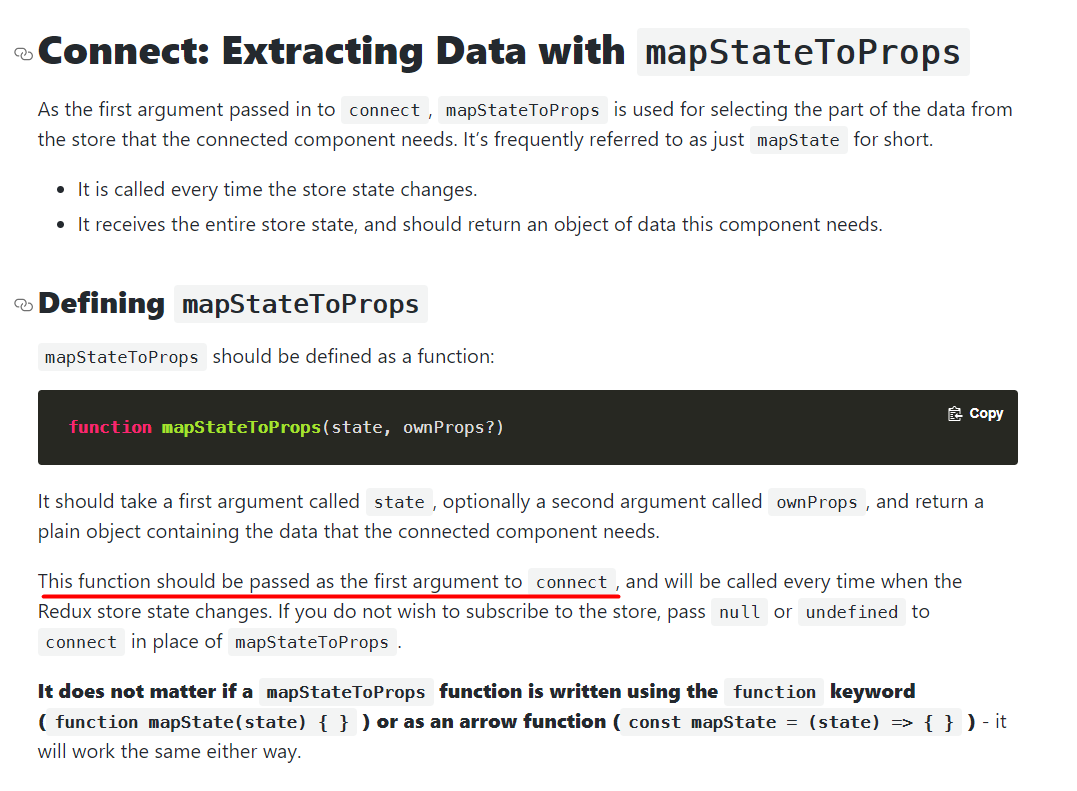 Connect: Extracting Data with mapStateToProps
As the first argument passed in to connect, mapStateToProps is used for selecting the part of the data from
the store that the connected component needs. It’s frequently referred to as just mapState for short.
• It is called every time the store state changes.
• It receives the entire store state, and should return an object of data this component needs.
Defining mapStateToProps
mapStateToProps should be defined as a function:
Copy
function mapStateToProps(state, ownProps?)
It should take a first argument called state, optionally a second argument called ownProps, and return a
plain object containing the data that the connected component needs.
This function should be passed as the first argument to connect, and will be called every time when the
Redux store state changes. If you do not wish to subscribe to the store, pass null or undefined to
connect in place of mapStateToProps.
It does not matter if a mapStateToProps function is written using the function keyword
(function mapState(state) { }) or as an arrow function (const mapState = (state) => { }) - it
will work the same either way.